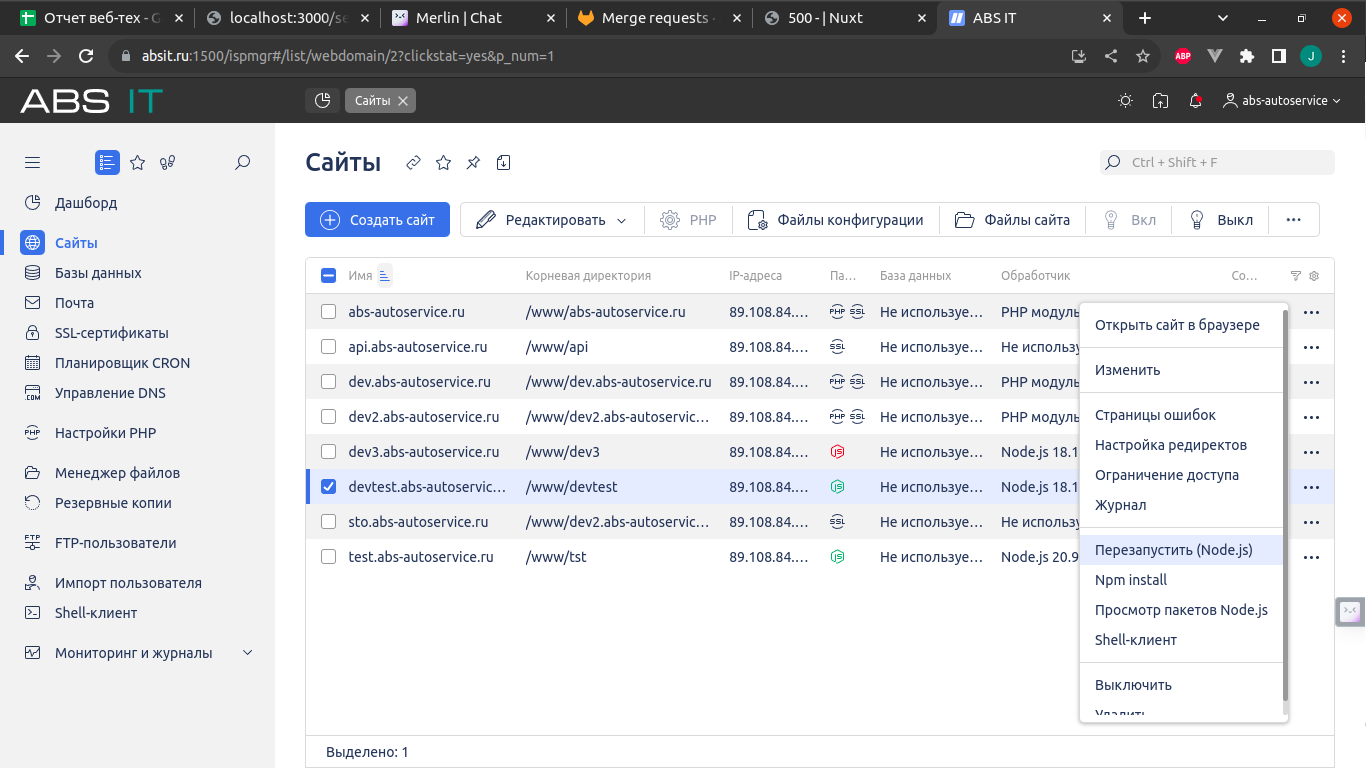 Отчет веб-тех - G
localhost:3000/se
Merlin | Chat
Merge requests ·
500 - | Nuxt
ABS IT
absit.ru:1500/ispmgr#/list/webdomain/2?clickstat=yes&p_num=1
ABP
J
ABS IT
Сайты
abs-autoservice
Сайты
Ctrl + Shift + F
Дашборд
Сайты
Базы данных
Почта
SSL-сертификаты
Планировщик CRON
Управление DNS
Настройки PHP
Менеджер файлов
Резервные копии
FTP-пользователи
Импорт пользователя
Shell-клиент
Мониторинг и журналы
Создать сайт
Редактировать
PHP
Файлы конфигурации
Файлы сайта
Вкл
Выкл
Имя Корневая директория IP-адреса Па... База данных Обработчик Со...
abs-autoservice.ru /www/abs-autoservice.ru 89.108.84.... PHP SSL Не используе... PHP модуль
api.abs-autoservice.ru /www/api 89.108.84.... SSL Не используе... Не использу
dev.abs-autoservice.ru /www/dev.abs-autoservice.ru 89.108.84.... PHP SSL Не используе... PHP модуль
dev2.abs-autoservice.ru /www/dev2.abs-autoservic... 89.108.84.... PHP SSL Не используе... PHP модуль
dev3.abs-autoservice.ru /www/dev3 89.108.84.... JS Не используе... Node.js 18.1
devtest.abs-autoservic... /www/devtest 89.108.84.... JS Не используе... Node.js 18.1
sto.abs-autoservice.ru /www/dev2.abs-autoservic... 89.108.84.... SSL Не используе... Не использу
test.abs-autoservice.ru /www/tst 89.108.84.... JS Не используе... Node.js 20.9
Открыть сайт в браузере
Изменить
Страницы ошибок
Настройка редиректов
Ограничение доступа
Журнал
Перезапустить (Node.js)
Npm install
Просмотр пакетов Node.js
Shell-клиент
Выключить
Удалить
Выделено: 1